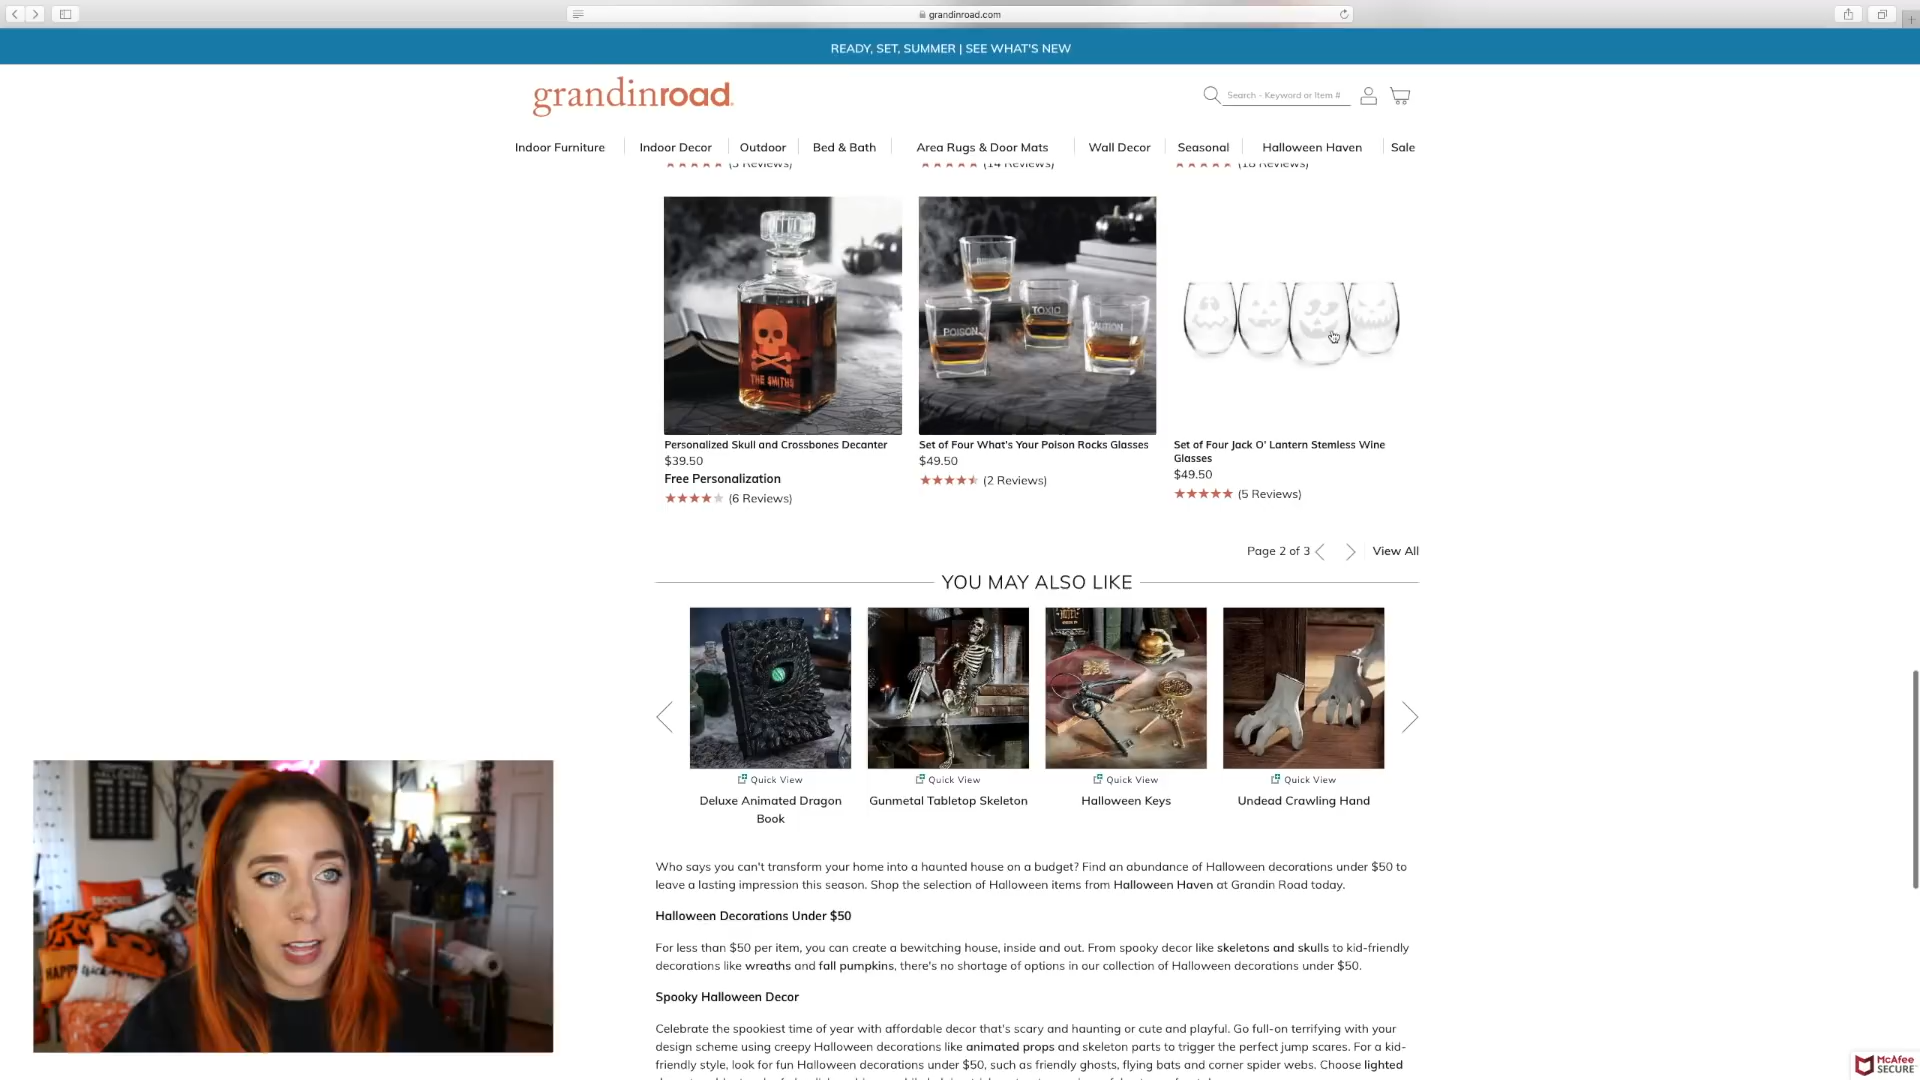 grandinroad.com
READY, SET, SUMMER | SEE WHAT'S NEW
grandinroad
Search - Keyword or Item #
Indoor Furniture
Indoor Decor
Outdoor
Bed & Bath
Area Rugs & Door Mats
Wall Decor
Seasonal
Halloween Haven
Sale
(14 Reviews)
THE SMITHS
POISON
TOXIC
CAUTION
Personalized Skull and Crossbones Decanter
$39.50
Free Personalization
(6 Reviews)
Set of Four What's Your Poison Rocks Glasses
$49.50
(2 Reviews)
Set of Four Jack O' Lantern Stemless Wine
Glasses
$49.50
(5 Reviews)
Page 2 of 3
View All
YOU MAY ALSO LIKE
Quick View
Quick View
Quick View
Quick View
Deluxe Animated Dragon
Book
Gunmetal Tabletop Skeleton
Halloween Keys
Undead Crawling Hand
Who says you can't transform your home into a haunted house on a budget? Find an abundance of Halloween decorations under $50 to
leave a lasting impression this season. Shop the selection of Halloween items from Halloween Haven at Grandin Road today.
Halloween Decorations Under $50
For less than $50 per item, you can create a bewitching house, inside and out. From spooky decor like skeletons and skulls to kid-friendly
decorations like wreaths and fall pumpkins, there's no shortage of options in our collection of Halloween decorations under $50.
Spooky Halloween Decor
Celebrate the spookiest time of year with affordable decor that's scary and haunting or cute and playful. Go full-on terrifying with your
design scheme using creepy Halloween decorations like animated props and skeleton parts to trigger the perfect jump scares. For a kid-
friendly style, look for fun Halloween decorations under $50, such as friendly ghosts, flying bats and corner spider webs. Choose lighted
HALLOWEEN
HAPPY
McAfee
SECURE